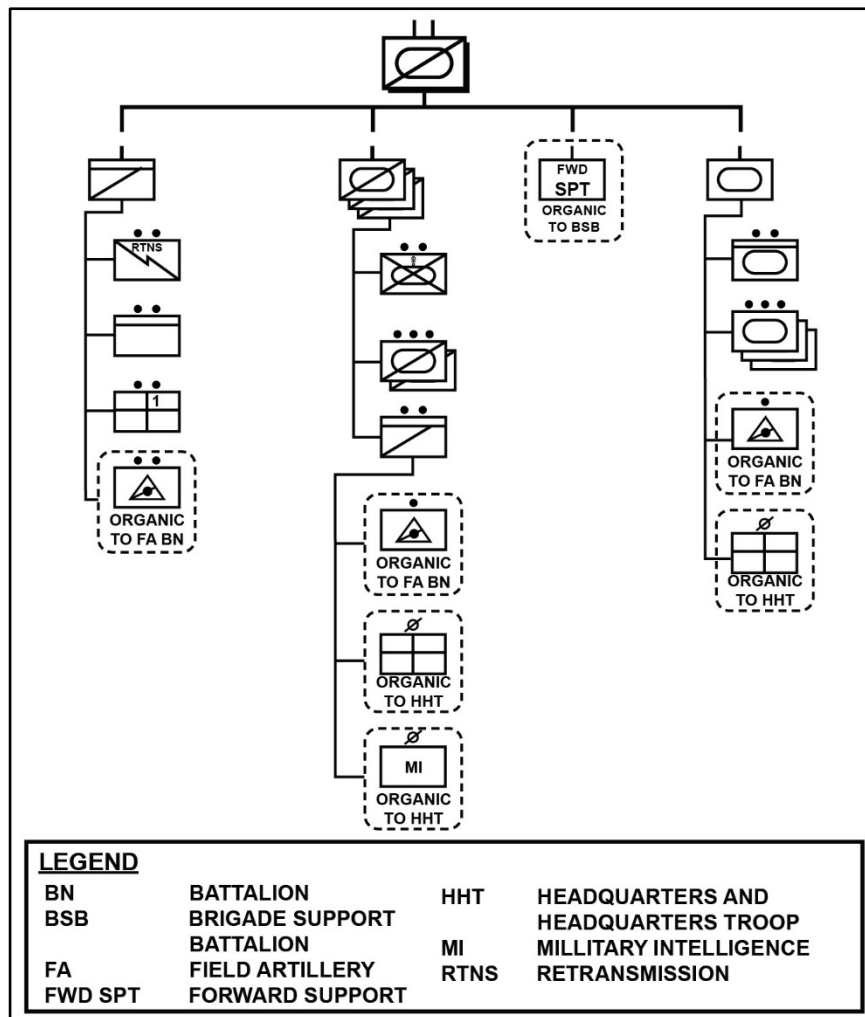 FWD
SPT
ORGANIC
TO BSB
RTNS
1
ORGANIC
TO FA BN
ORGANIC
TO FA BN
ORGANIC
TO HHT
MI
ORGANIC
TO HHT
ORGANIC
TO FA BN
ORGANIC
TO HHT
LEGEND
BN BATTALION
BSB BRIGADE SUPPORT
BATTALION
FA FIELD ARTILLERY
FWD SPT FORWARD SUPPORT
HHT HEADQUARTERS AND
HEADQUARTERS TROOP
MI MILLITARY INTELLIGENCE
RTNS RETRANSMISSION